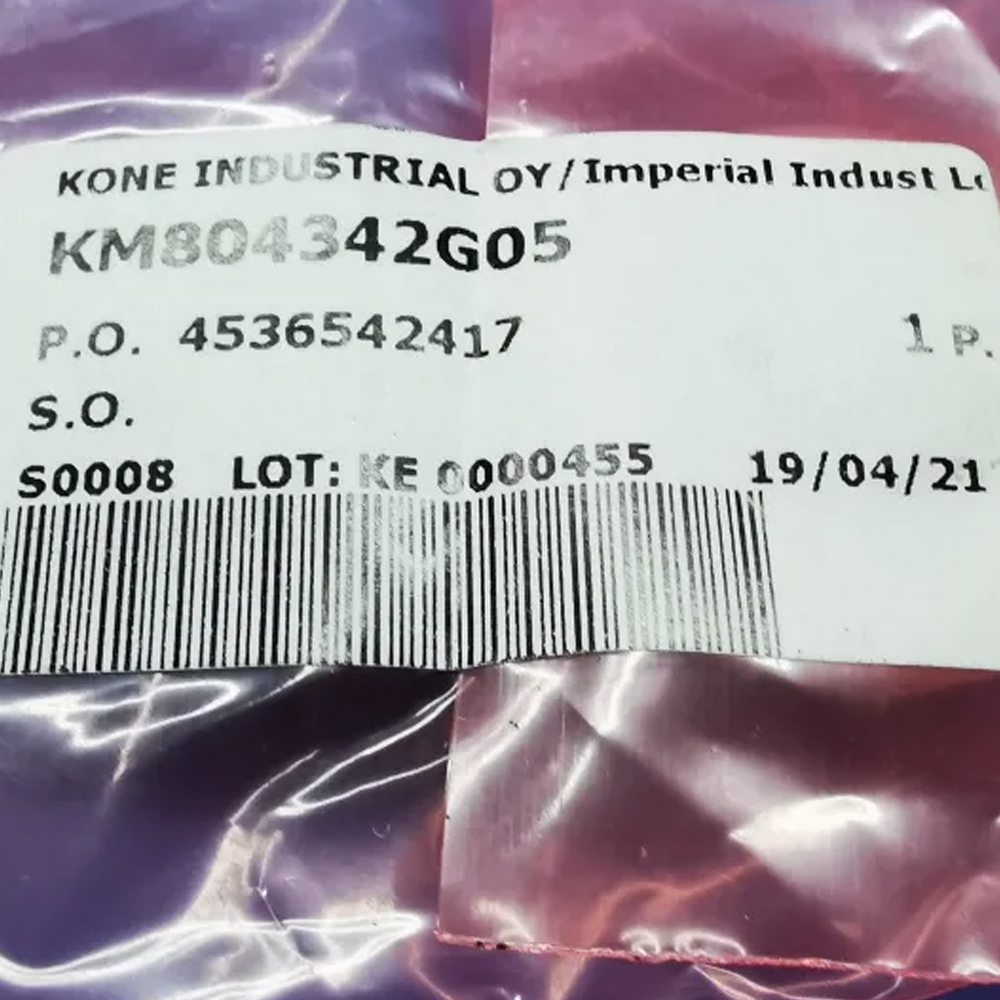 KONE INDUSTRIAL OY/Imperial Indust
KM804342G05
P.O. 4536542417 1 P.
S.O.
S0008 LOT: KE 0000455 19/04/21